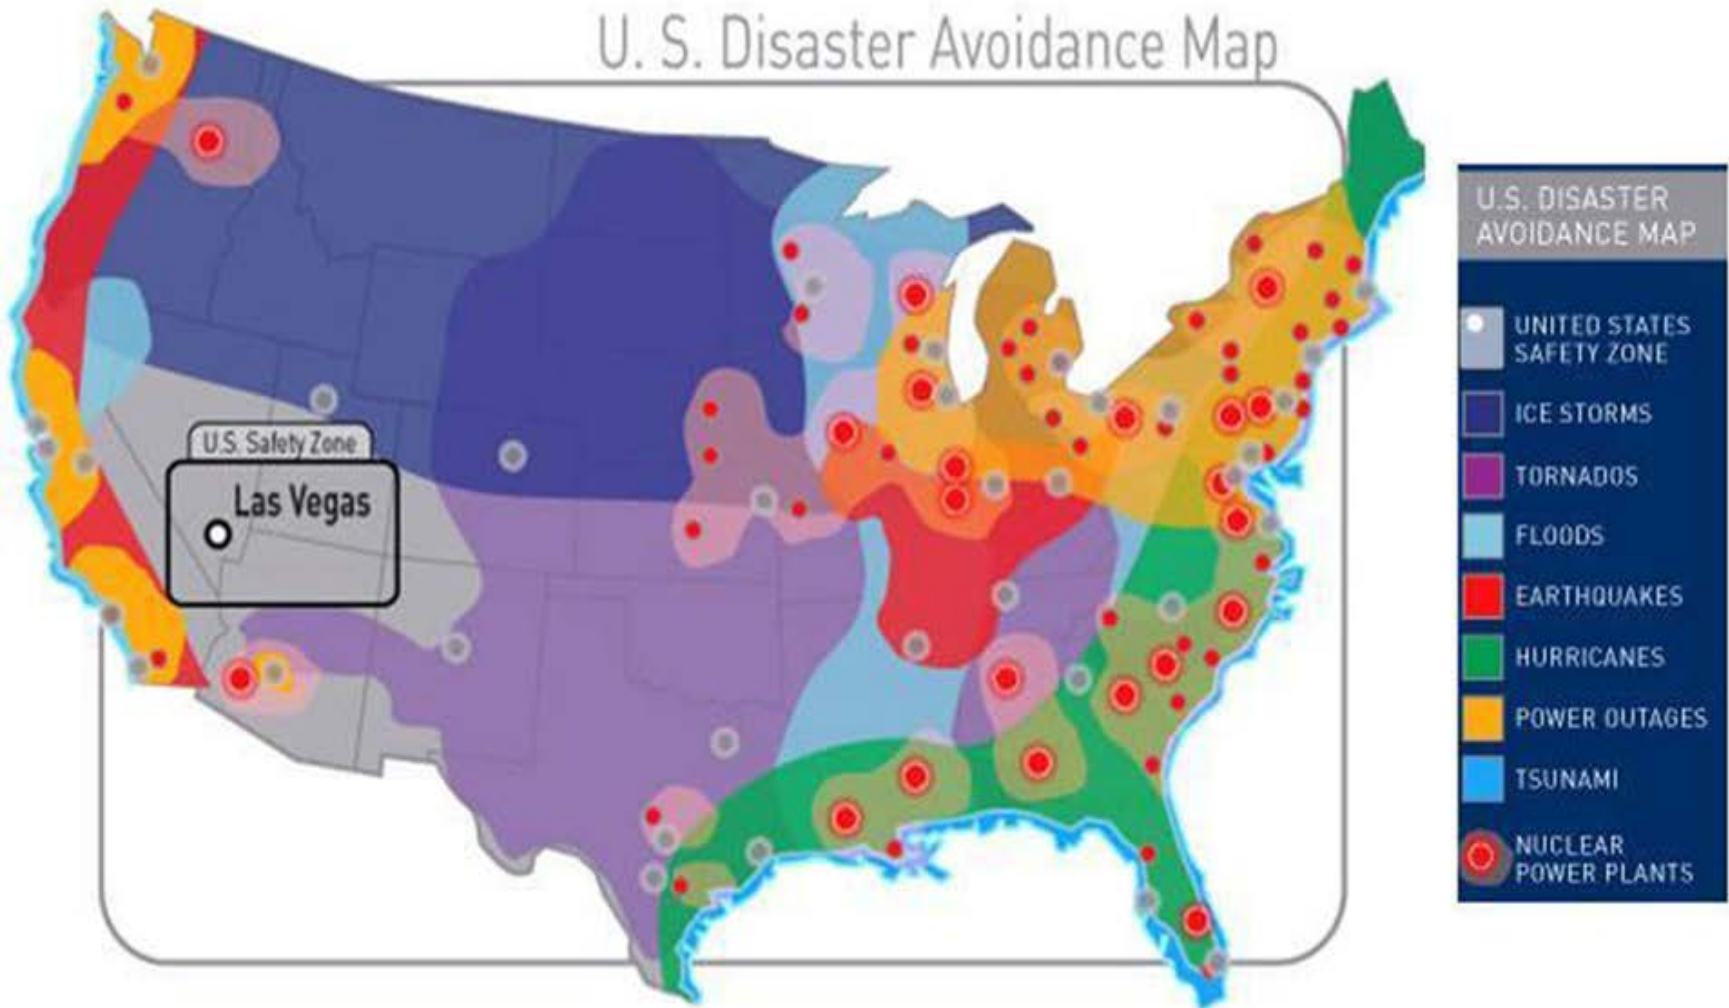 U. S. Disaster Avoidance Map
U.S. Safety Zone
Las Vegas
U.S. DISASTER
AVOIDANCE MAP
UNITED STATES
SAFETY ZONE
ICE STORMS
TORNADOS
FLOODS
EARTHQUAKES
HURRICANES
POWER OUTAGES
TSUNAMI
NUCLEAR
POWER PLANTS